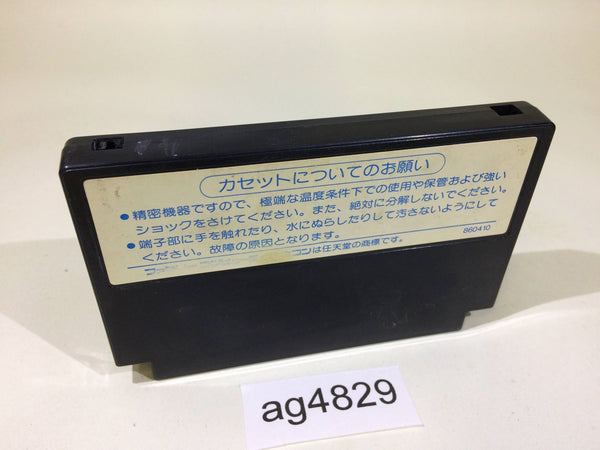 カセットについてのお願い
●精密機器ですので、極端な温度条件下での使用や保管および強い
ショックをさけてください。また、絶対に分解しないでください。
●端子部に手を触れたり、水にぬらしたりして汚さないようにして
ください。故障の原因となります。
860410
コンは任天堂の商標です。
ag4829